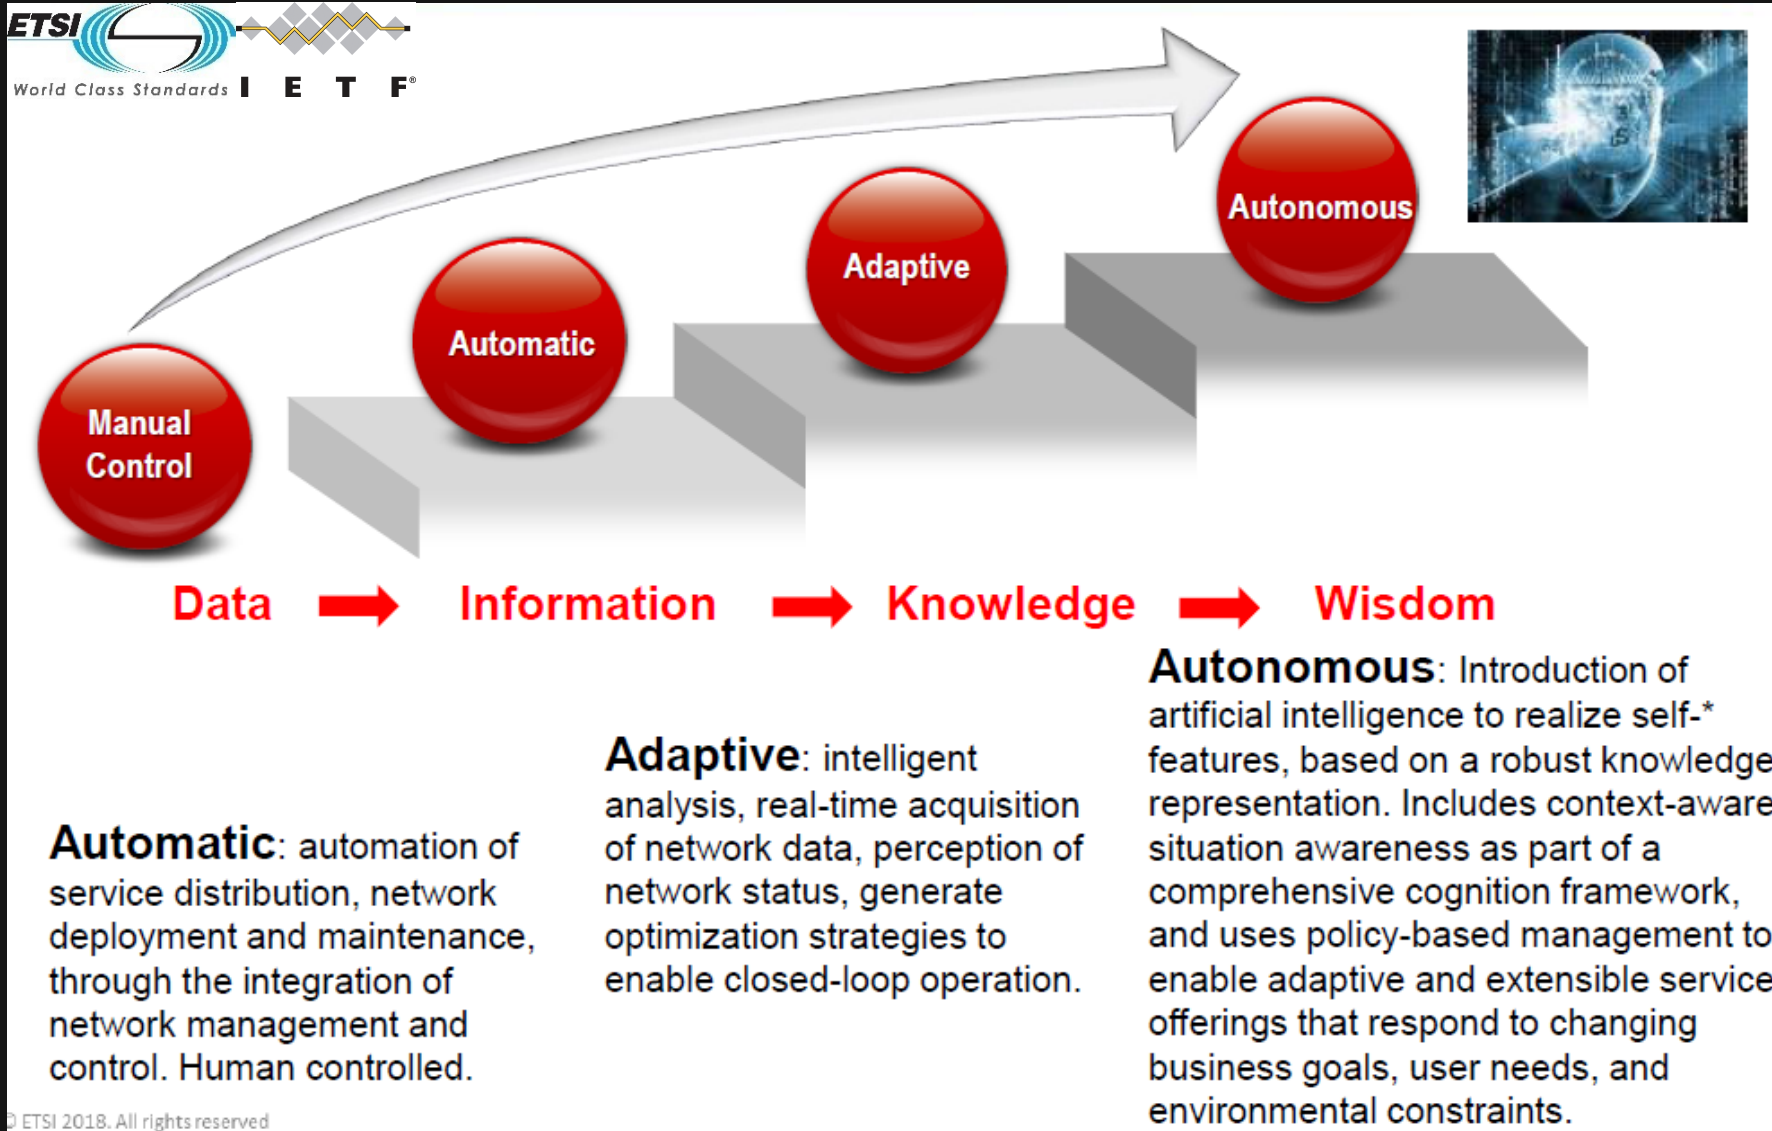 ETSI
World Class Standards
I E T F®
Manual
Control
Automatic
Adaptive
Autonomous
Data
Information
Knowledge
Wisdom
Automatic: automation of
service distribution, network
deployment and maintenance,
through the integration of
network management and
control. Human controlled.
Adaptive: intelligent
analysis, real-time acquisition
of network data, perception of
network status, generate
optimization strategies to
enable closed-loop operation.
Autonomous: Introduction of
artificial intelligence to realize self-*
features, based on a robust knowledge
representation. Includes context-aware
situation awareness as part of a
comprehensive cognition framework,
and uses policy-based management to
enable adaptive and extensible service
offerings that respond to changing
business goals, user needs, and
environmental constraints.
© ETSI 2018. All rights reserved